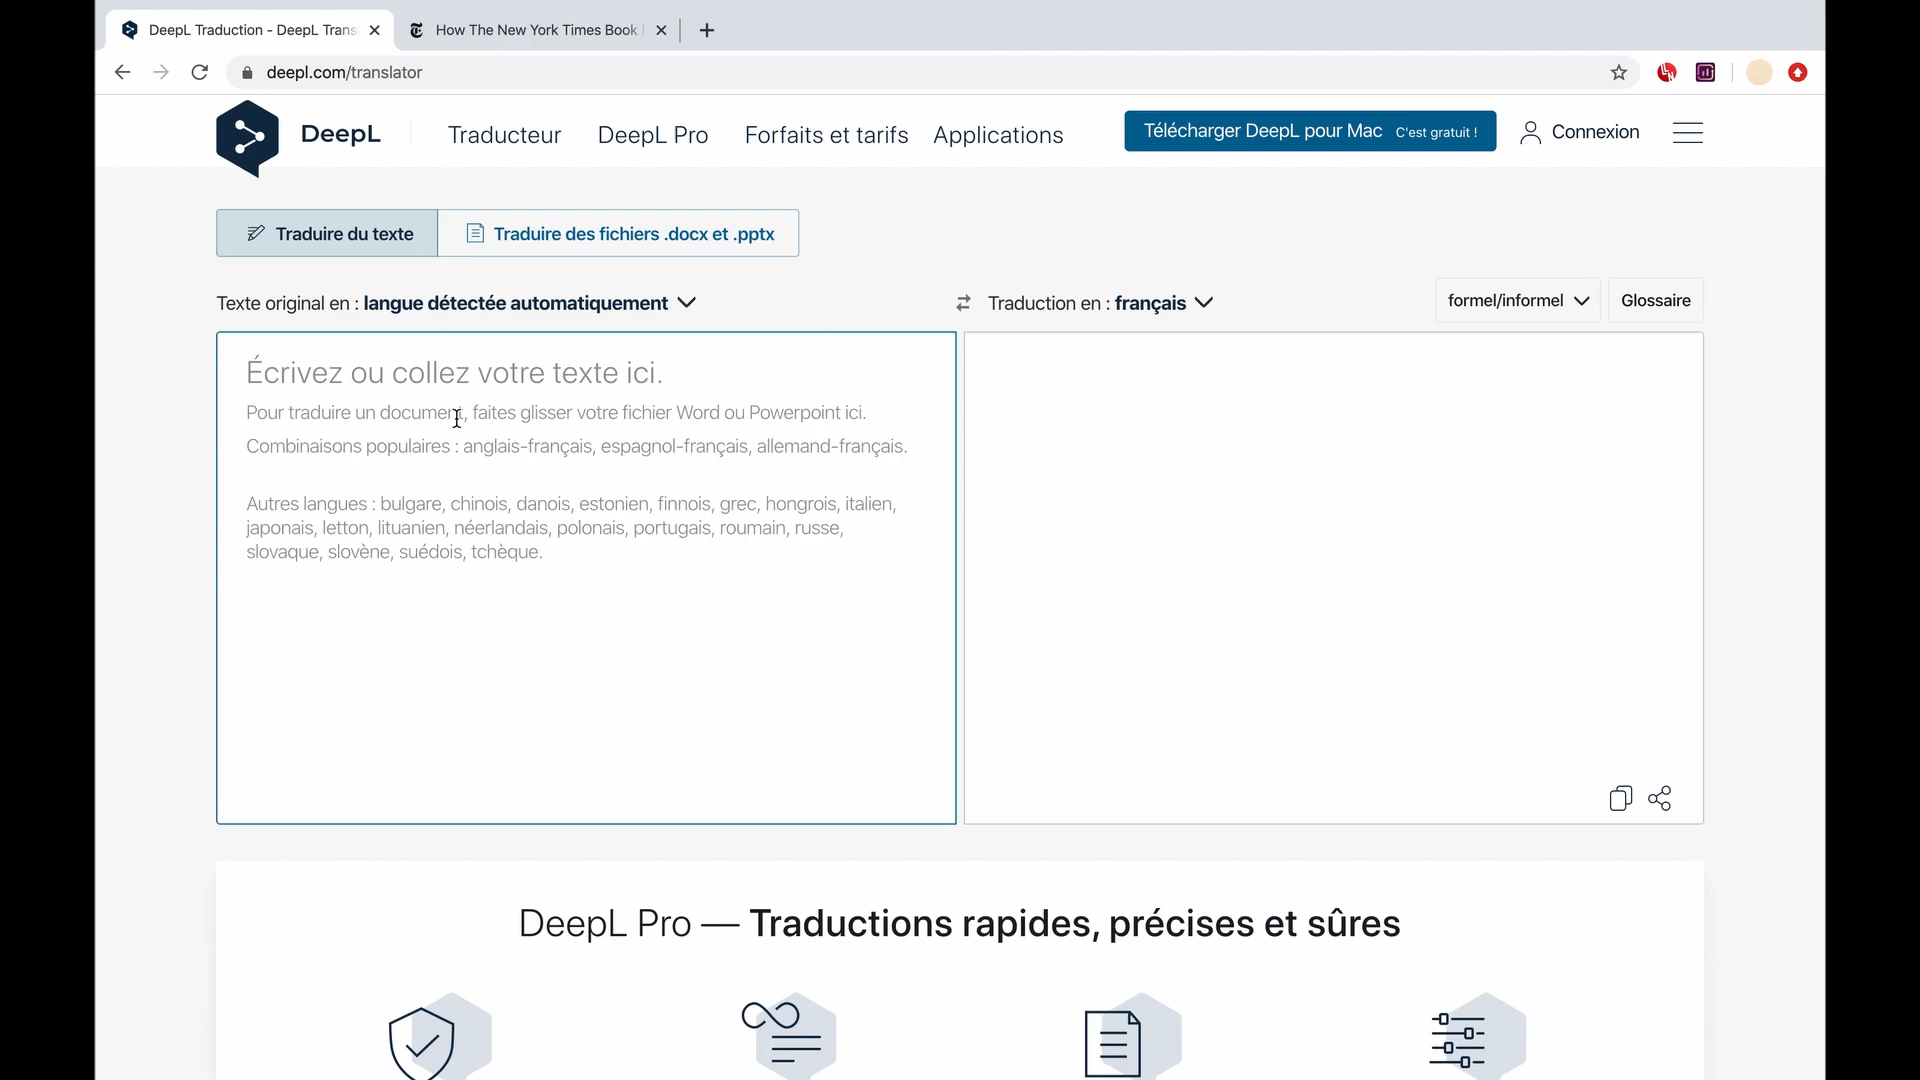 DeepL Traduction - DeepL Trans
How The New York Times Book
deepl.com/translator
DeepL
Traducteur
DeepL Pro
Forfaits et tarifs
Applications
Télécharger DeepL pour Mac C'est gratuit !
Connexion
Traduire du texte
Traduire des fichiers .docx et .pptx
Texte original en : langue détectée automatiquement
Traduction en : français
formel/informel
Glossaire
Écrivez ou collez votre texte ici.
Pour traduire un document, faites glisser votre fichier Word ou Powerpoint ici.
Combinaisons populaires : anglais-français, espagnol-français, allemand-français.
Autres langues : bulgare, chinois, danois, estonien, finnois, grec, hongrois, italien,
japonais, letton, lituanien, néerlandais, polonais, portugais, roumain, russe,
slovaque, slovène, suédois, tchèque.
DeepL Pro — Traductions rapides, précises et sûres